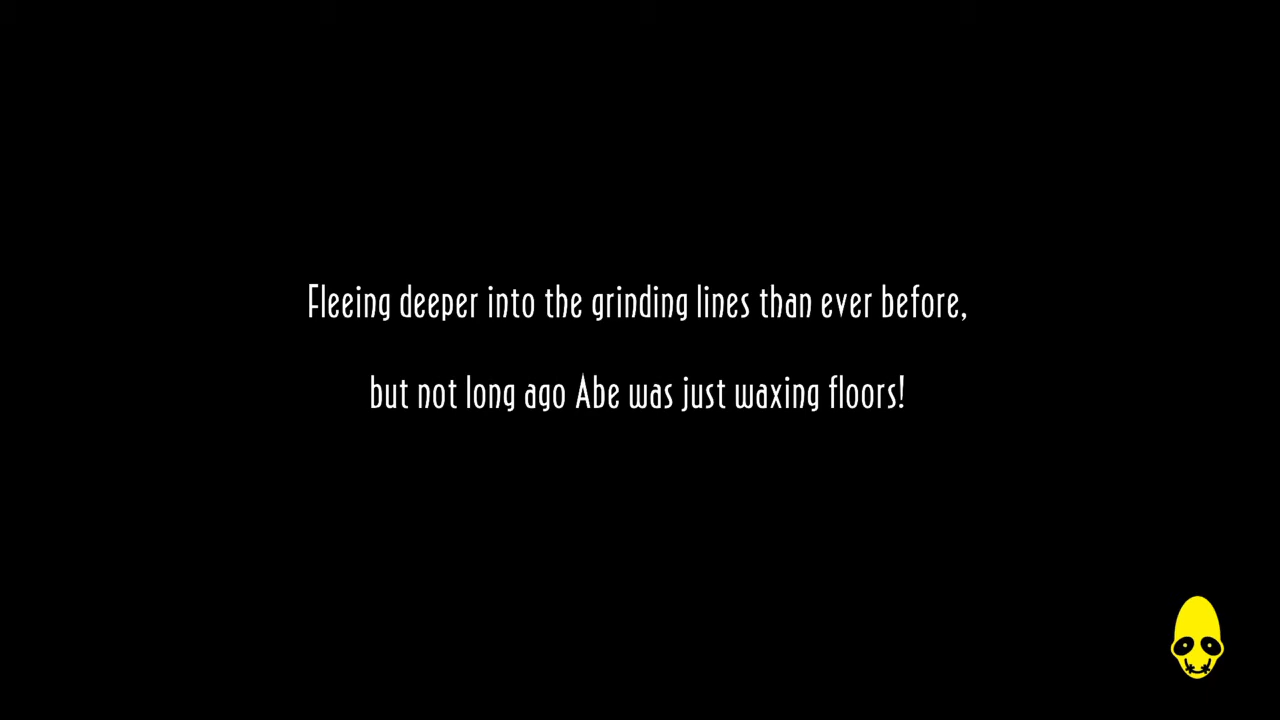 Fleeing deeper into the grinding lines than ever before,
but not long ago Abe was just waxing floors!